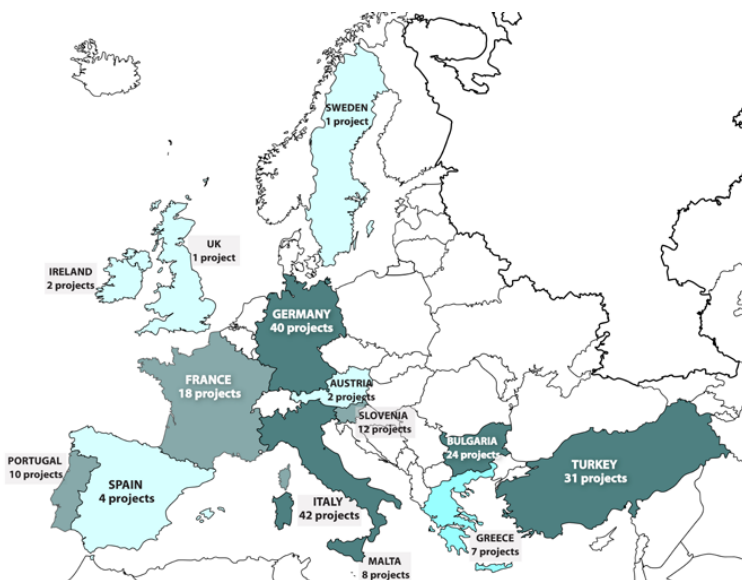 SWEDEN
1 project
UK
1 project
IRELAND
2 projects
GERMANY
40 projects
FRANCE
18 projects
AUSTRIA
2 projects
SLOVENIA
12 projects
BULGARIA
24 projects
PORTUGAL
10 projects
SPAIN
4 projects
TURKEY
31 projects
ITALY
42 projects
GREECE
7 projects
MALTA
8 projects